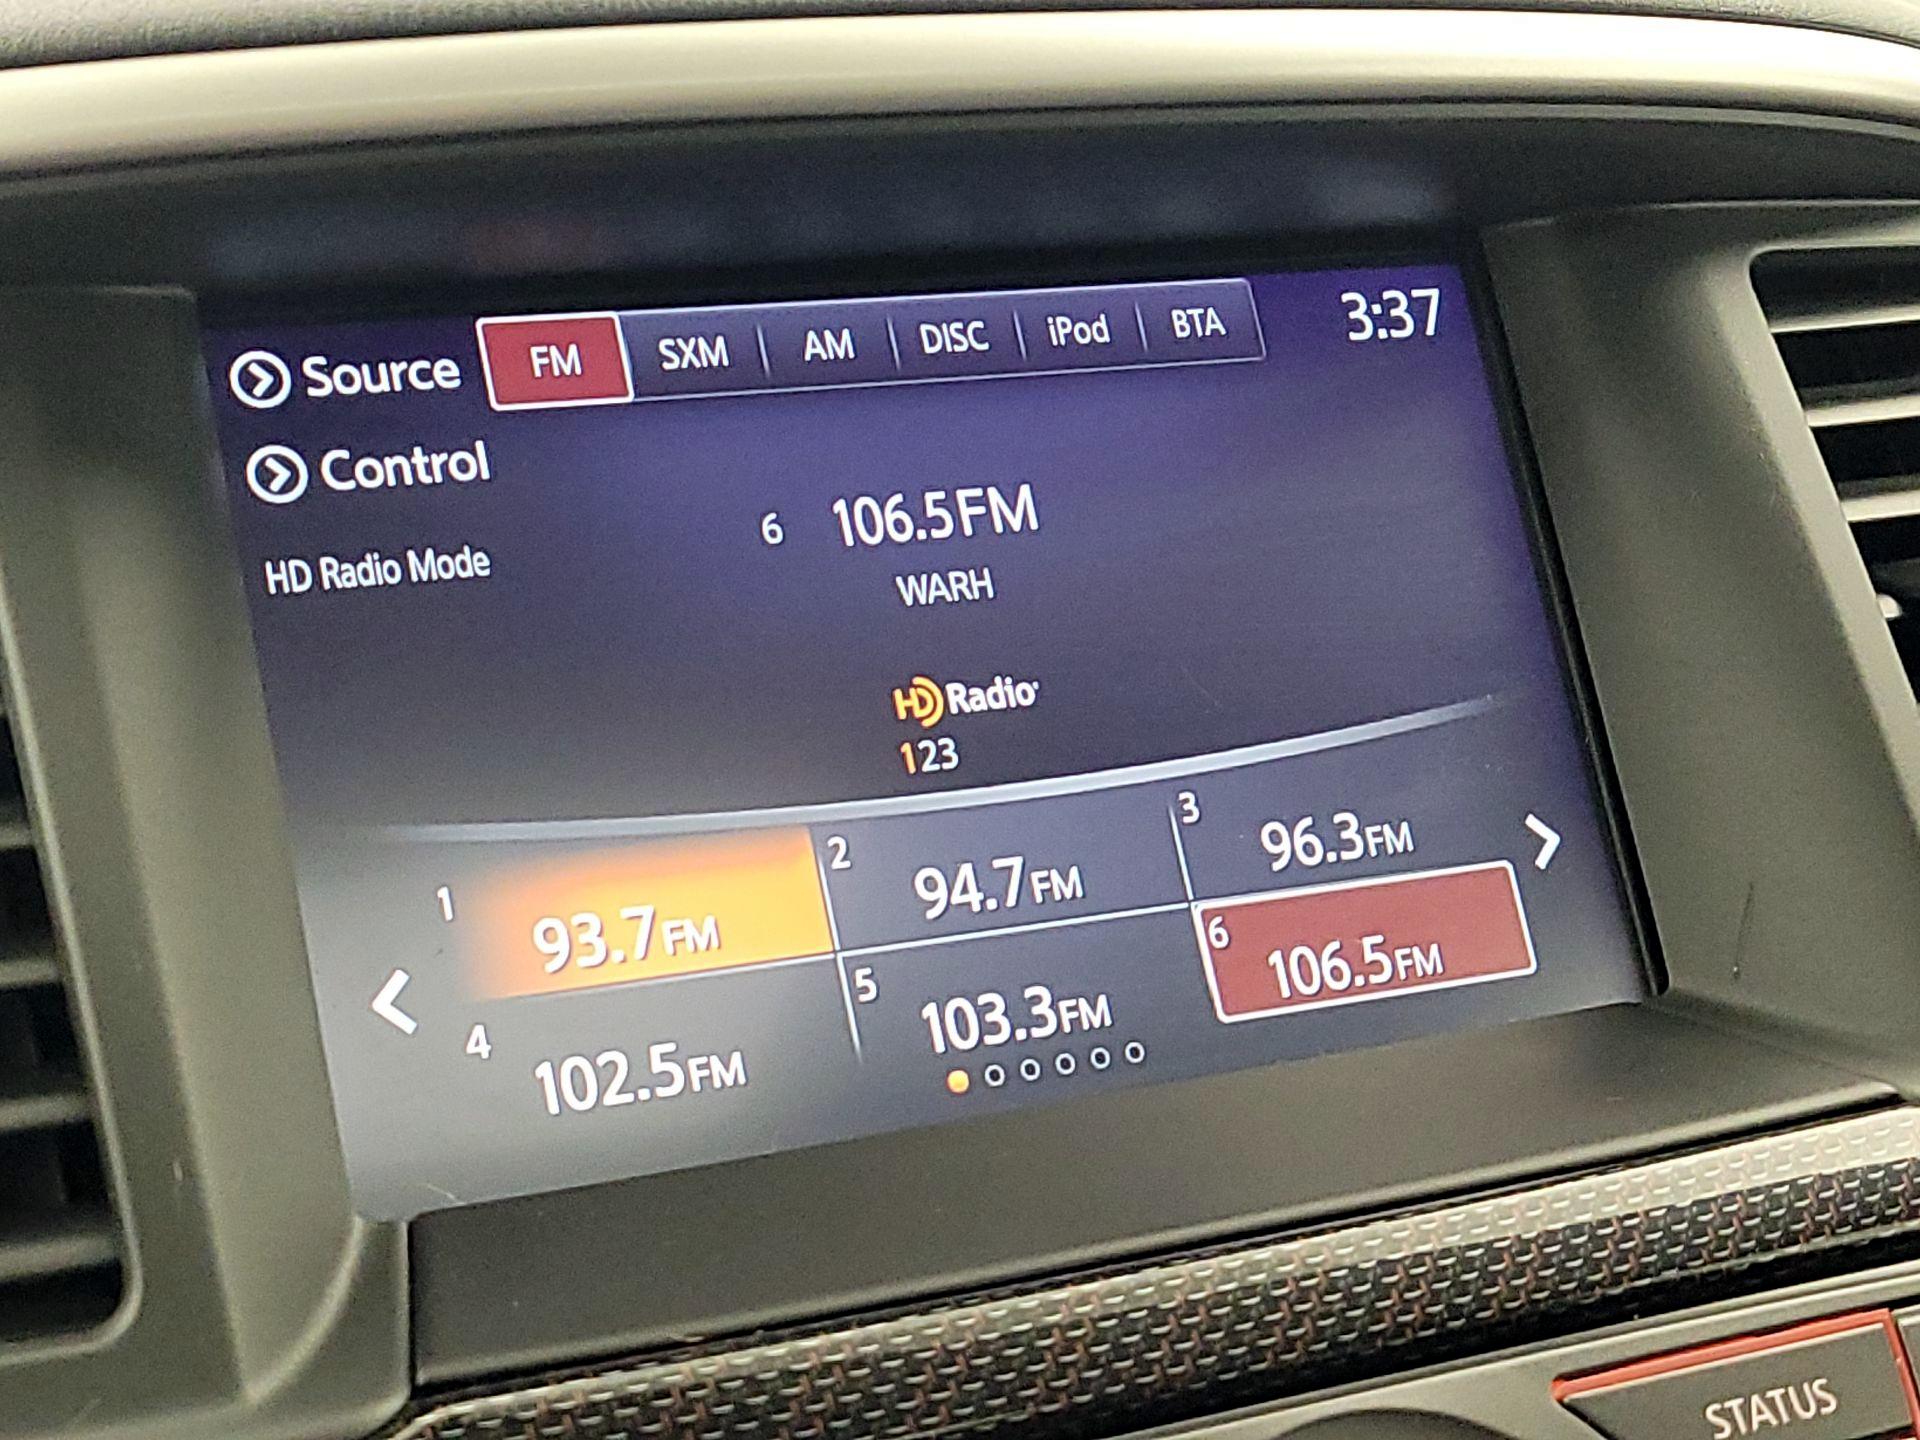 Source FM SXM AM DISC iPod BTA 3:37
Control
6 106.5FM
HD Radio Mode
WARH
HD Radio
123
1 93.7FM 2 94.7FM 3 96.3FM
4 102.5FM 5 103.3FM 6 106.5FM
STATUS